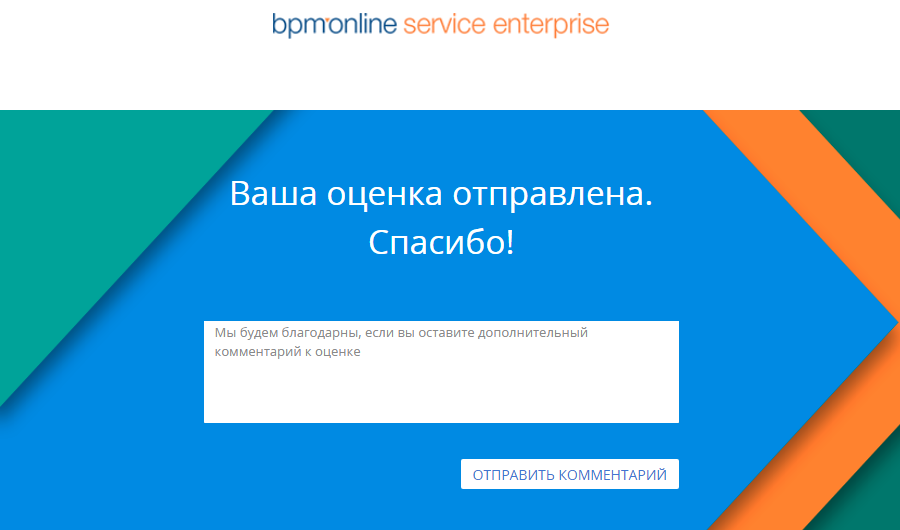 bpm'online service enterprise
Ваша оценка отправлена.
Спасибо!
Мы будем благодарны, если вы оставите дополнительный
комментарий к оценке
ОТПРАВИТЬ КОММЕНТАРИЙ